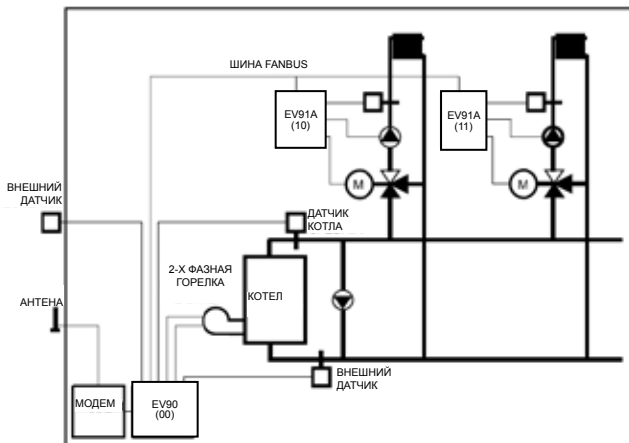 ШИНА FANBUS
EV91A
(10)
EV91A
(11)
M
M
ВНЕШНИЙ
ДАТЧИК
ДАТЧИК
КОТЛА
2-Х ФАЗНАЯ
ГОРЕЛКА
КОТЕЛ
АНТЕНА
ВНЕШНИЙ
ДАТЧИК
МОДЕМ
EV90
(00)